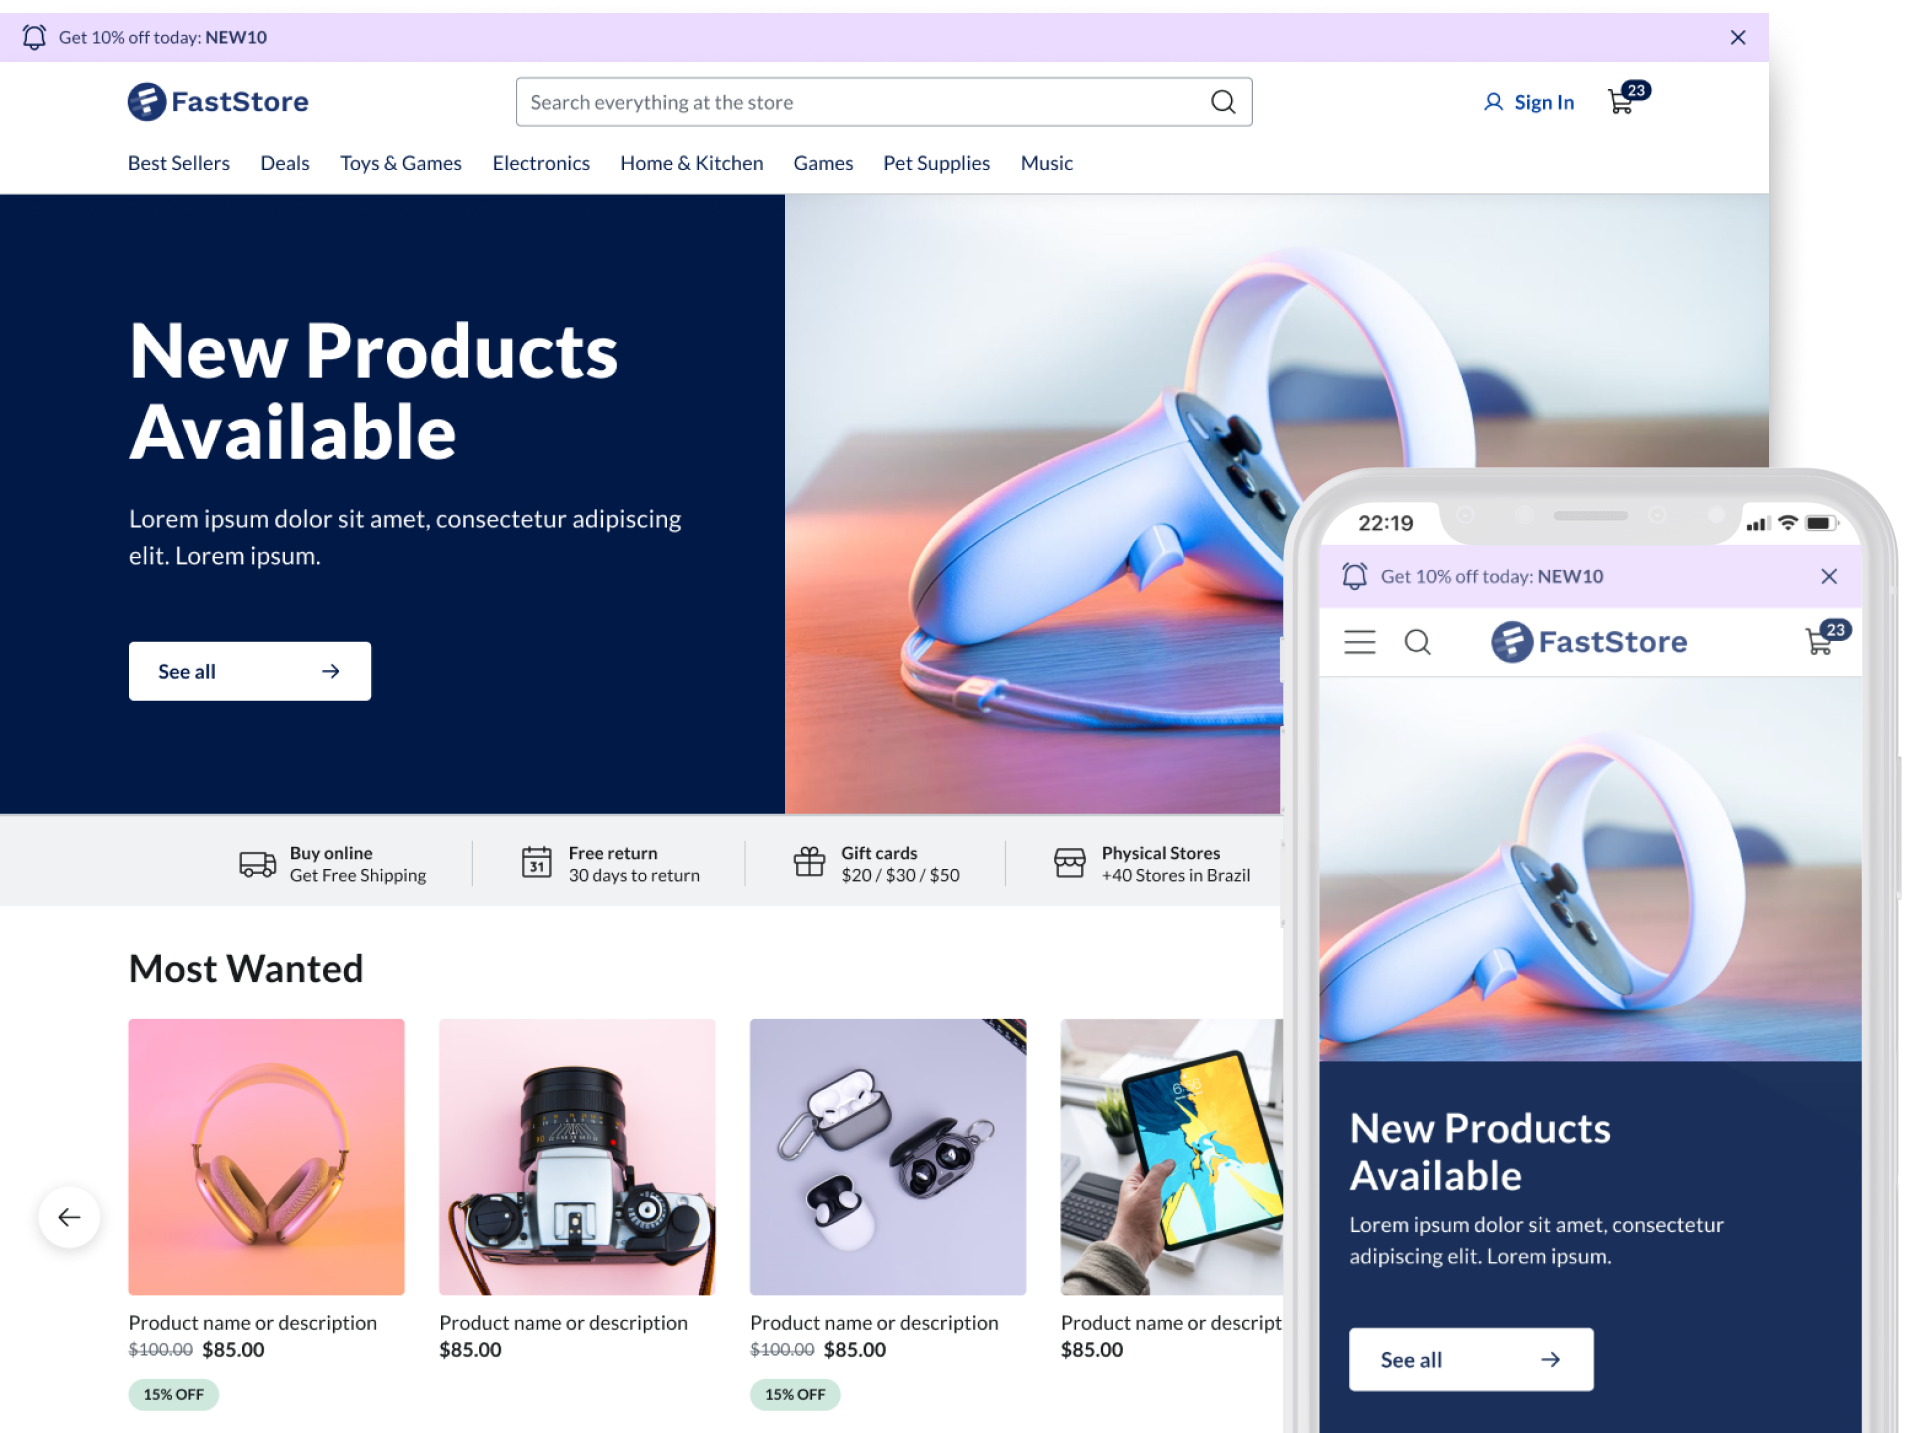 Get 10% off today: NEW10
FastStore
Search everything at the store
Sign In
23
Best Sellers Deals Toys & Games Electronics Home & Kitchen Games Pet Supplies Music
New Products
Available
Lorem ipsum dolor sit amet, consectetur adipiscing
elit. Lorem ipsum.
See all
Buy online
Get Free Shipping
31
Free return
30 days to return
Gift cards
$20 / $30 / $50
Physical Stores
+40 Stores in Brazil
Most Wanted
90
Product name or description
$100.00 $85.00
15% OFF
Product name or description
$85.00
Product name or description
$100.00 $85.00
15% OFF
Product name or descript
$85.00
22:19
Get 10% off today: NEW10
FastStore
23
New Products
Available
Lorem ipsum dolor sit amet, consectetur
adipiscing elit. Lorem ipsum.
See all